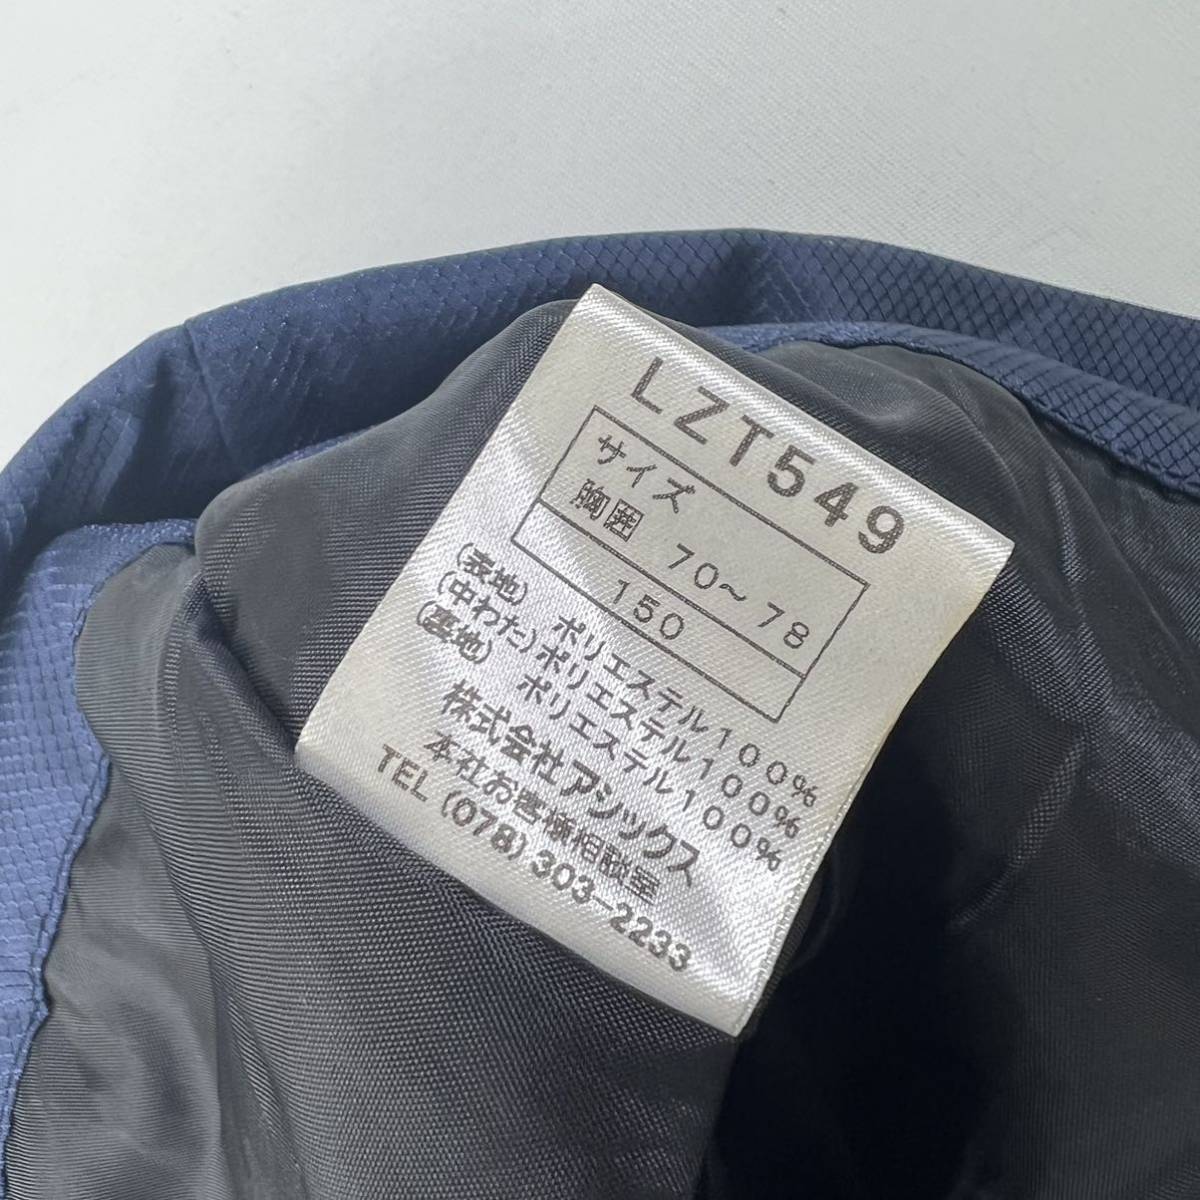 LZT549
サイズ
胸囲 70~78
150
(表地) ポリエステル100%
(中わた)ポリエステル100%
(裏地) ポリエステル100%
株式会社アシックス
本社お客様相談室
TEL (078) 303-2233